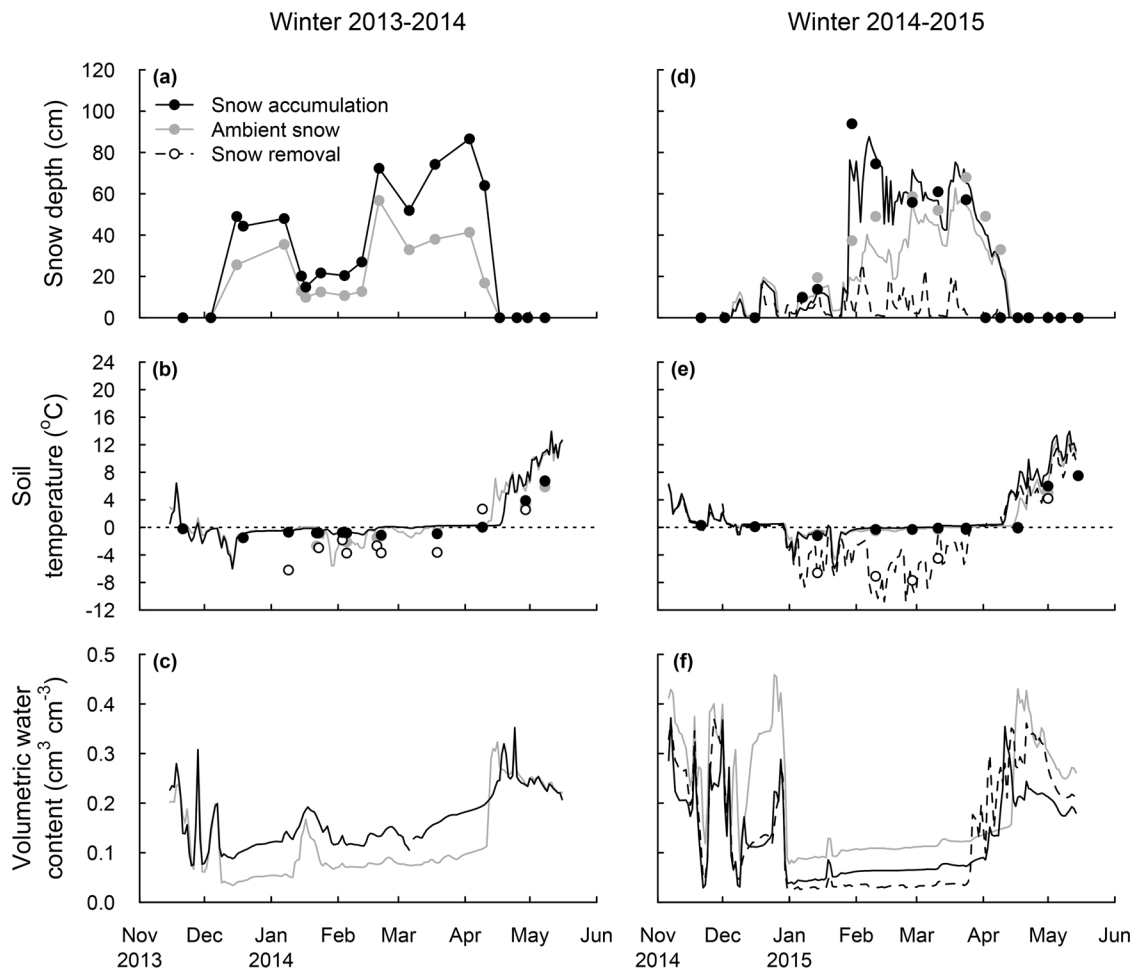 Winter 2013-2014
Winter 2014-2015
Snow depth (cm)
120
100
80
60
40
20
0
(a)
Snow accumulation
Ambient snow
Snow removal
(d)
Soil
temperature (°C)
24
20
16
12
8
4
0
-4
-8
-12
(b)
(e)
Volumetric water
content (cm³ cm⁻³)
0.5
0.4
0.3
0.2
0.1
0.0
(c)
(f)
Nov Dec Jan Feb Mar Apr May Jun
2013 2014
Nov Dec Jan Feb Mar Apr May Jun
2014 2015